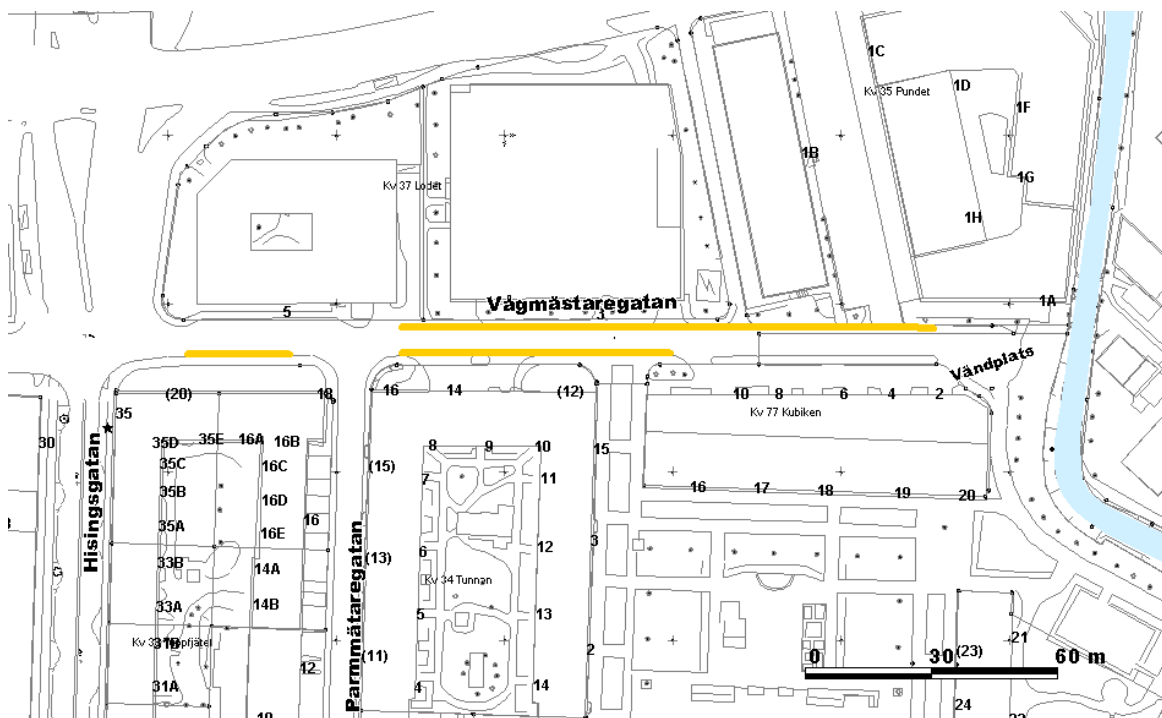 1C
Kv 35 Pundet
1D
1F
1B
1G
Kv 37 Lodet
1H
1A
Vågmästaregatan
5
3
Vändplats
(20)
18
16
14
(12)
10
8
6
4
2
Kv 77 Kubiken
35
30
35D
35E
16A
16B
8
9
10
15
35C
16C
(15)
7
11
35B
16D
16
17
18
19
20
35A
16E
16
Hisingsgatan
Parmmätaregatan
33B
14A
(13)
6
12
3
Kv 34 Tunnan
33A
14B
5
13
31B
12
(11)
2
21
(23)
0
30
60 m
31A
4
14
24